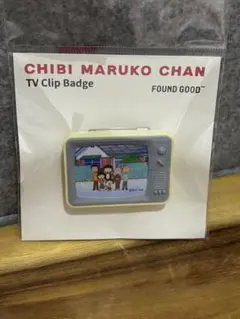 CHIBI MARUKO CHAN
TV Clip Badge
FOUND GOOD™